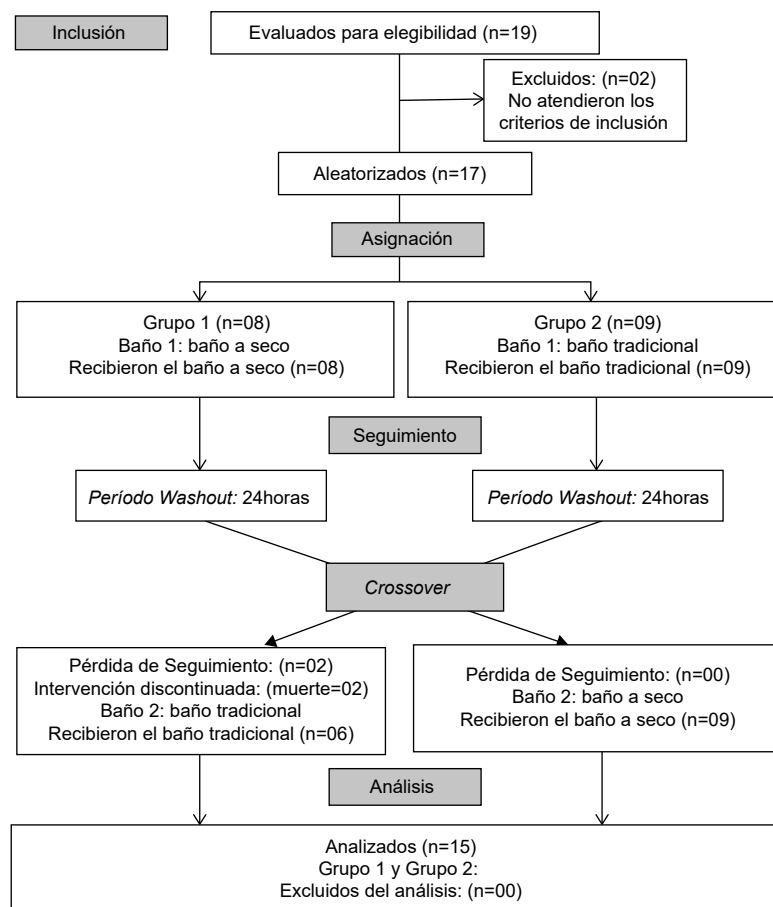 Inclusión
Evaluados para elegibilidad (n=19)
Excluidos: (n=02)
No atendieron los
criterios de inclusión
Aleatorizados (n=17)
Asignación
Grupo 1 (n=08)
Baño 1: baño a seco
Recibieron el baño a seco (n=08)
Grupo 2 (n=09)
Baño 1: baño tradicional
Recibieron el baño tradicional (n=09)
Seguimiento
Período Washout: 24horas
Período Washout: 24horas
Crossover
Pérdida de Seguimiento: (n=02)
Intervención discontinuada: (muerte=02)
Baño 2: baño tradicional
Recibieron el baño tradicional (n=06)
Pérdida de Seguimiento: (n=00)
Baño 2: baño a seco
Recibieron el baño a seco (n=09)
Análisis
Analizados (n=15)
Grupo 1 y Grupo 2:
Excluidos del análisis: (n=00)